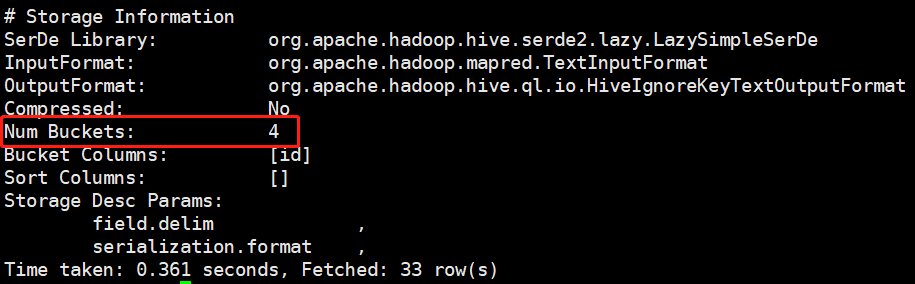 # Storage Information
SerDe Library: org.apache.hadoop.hive.serde2.lazy.LazySimpleSerDe
InputFormat: org.apache.hadoop.mapred.TextInputFormat
OutputFormat: org.apache.hadoop.hive.ql.io.HiveIgnoreKeyTextOutputFormat
Compressed: No
Num Buckets: 4
Bucket Columns: [id]
Sort Columns: []
Storage Desc Params:
field.delim ,
serialization.format ,
Time taken: 0.361 seconds, Fetched: 33 row(s)